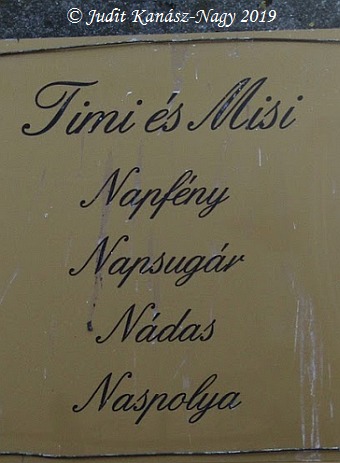 © Judit Kanász-Nagy 2019
Timi és Misi
Napfény
Napsugár
Nádas
Naspolya